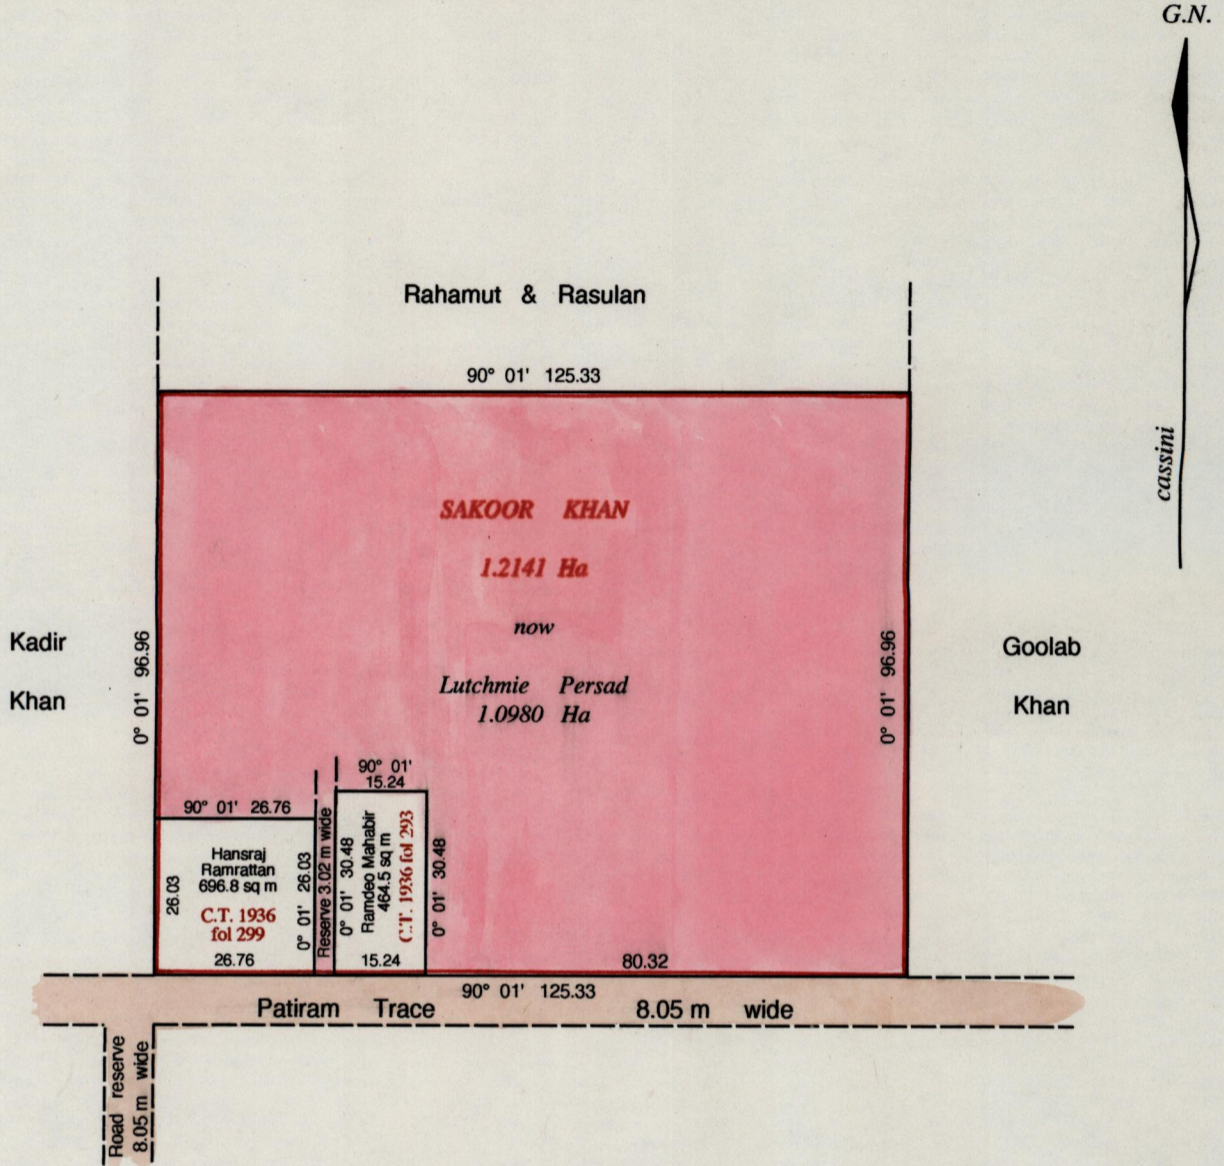 G.N.
cassini
Rahamut & Rasulan
90° 01' 125.33
SAKOOR KHAN
1.2141 Ha
now
Lutchmie Persad
1.0980 Ha
Kadir
Khan
0° 01' 96.96
0° 01' 96.96
Goolab
Khan
90° 01' 26.76
Hansraj
Ramrattan
696.8 sq m
C.T. 1936
fol 299
26.76
26.03
0° 01' 26.03
Reserve 3.02 m wide
90° 01'
15.24
0° 01' 30.48
Ramdeo Mahabir
464.5 sq m
C.T. 1936 fol 293
15.24
0° 01' 30.48
80.32
90° 01' 125.33
Patiram Trace 8.05 m wide
Road reserve
8.05 m wide